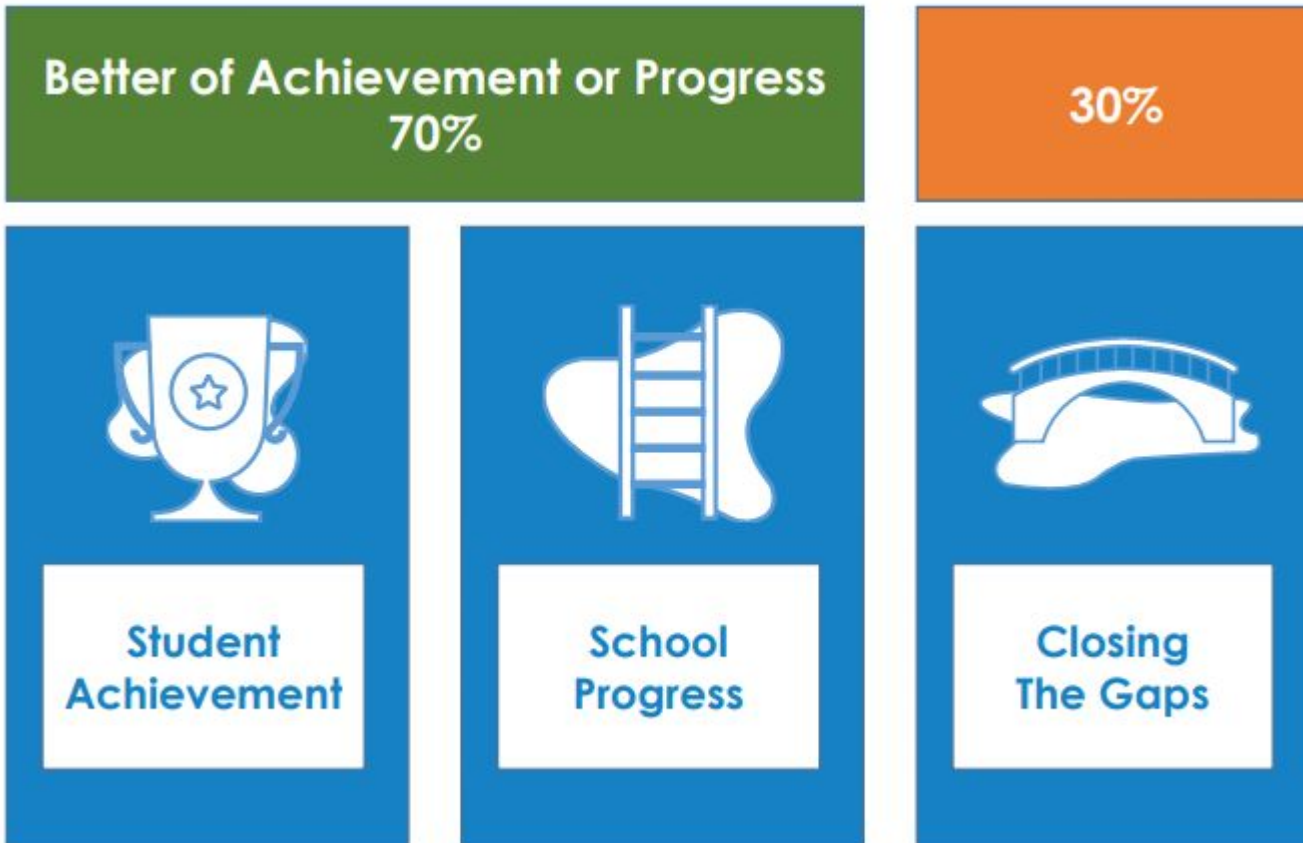 Better of Achievement or Progress
70%
30%
Student
Achievement
School
Progress
Closing
The Gaps